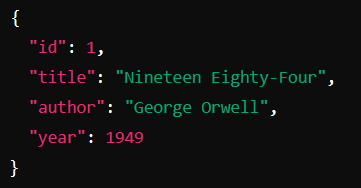 {
  "id": 1,
  "title": "Nineteen Eighty-Four",
  "author": "George Orwell",
  "year": 1949
}